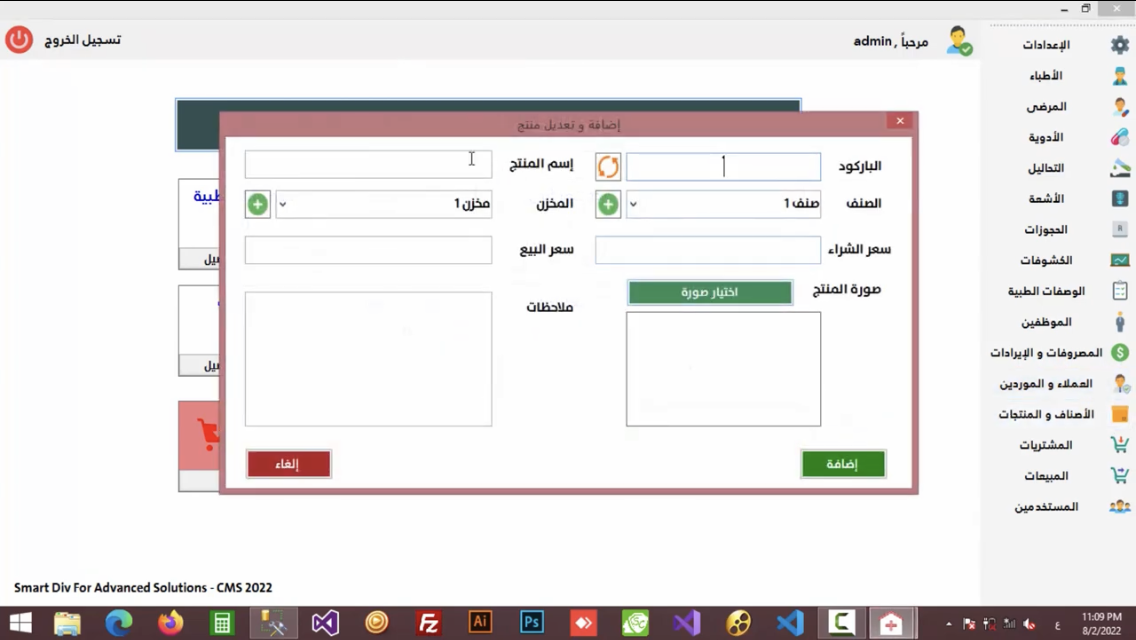 مرحباً , admin
تسجيل الخروج
الإعدادات
الأطباء
المرضى
الأدوية
التحاليل
الأشعة
الحجوزات
الكشوفات
الوصفات الطبية
الموظفين
المصروفات و الإيرادات
العملاء و الموردين
الأصناف و المنتجات
المشتريات
المبيعات
المستخدمين
إضافة و تعديل منتج
الباركود
إسم المنتج
الصنف
صنف 1
المخزن
مخزن 1
سعر الشراء
سعر البيع
صورة المنتج
اختيار صورة
ملاحظات
إضافة
إلغاء
Smart Div For Advanced Solutions - CMS 2022
Ai
Ps
Fz
C
ع
11:09 PM
8/2/2022